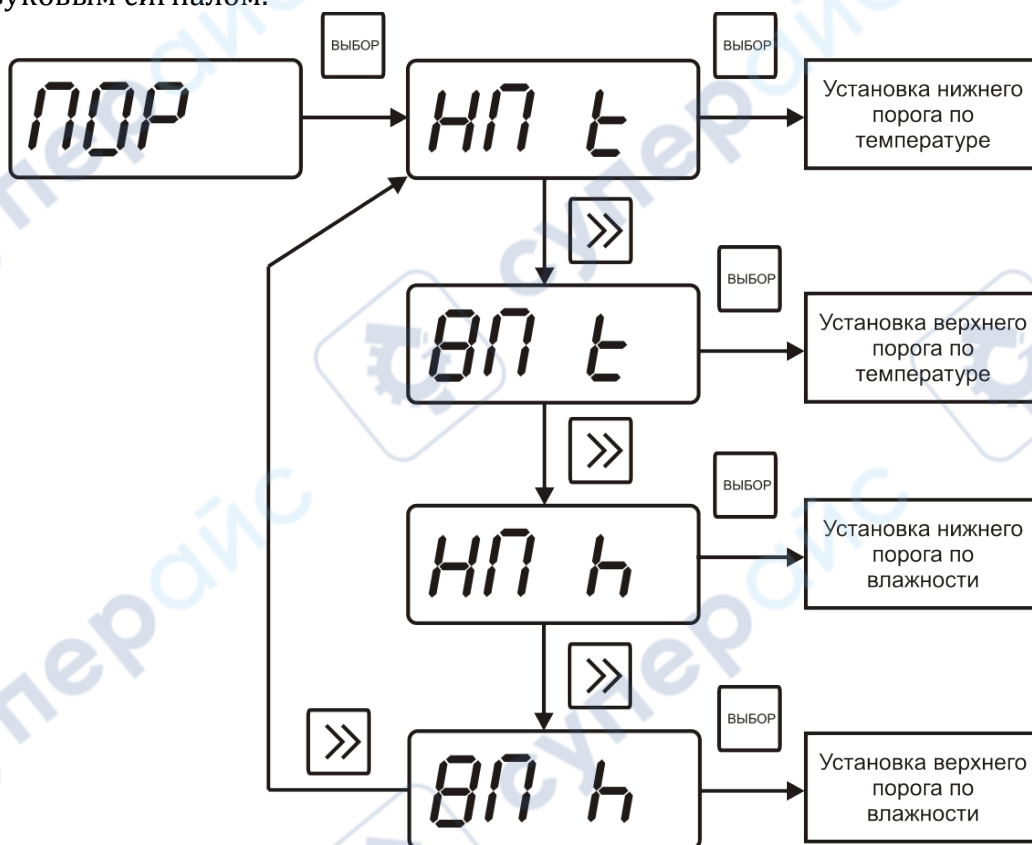 звуковым сигналом.
ВЫБОР
ВЫБОР
ПОР
НП t
Установка нижнего
порога по
температуре
>>
ВЫБОР
ВП t
Установка верхнего
порога по
температуре
>>
ВЫБОР
НП h
Установка нижнего
порога по
влажности
>>
ВЫБОР
>>
ВП h
Установка верхнего
порога по
влажности
суперайс